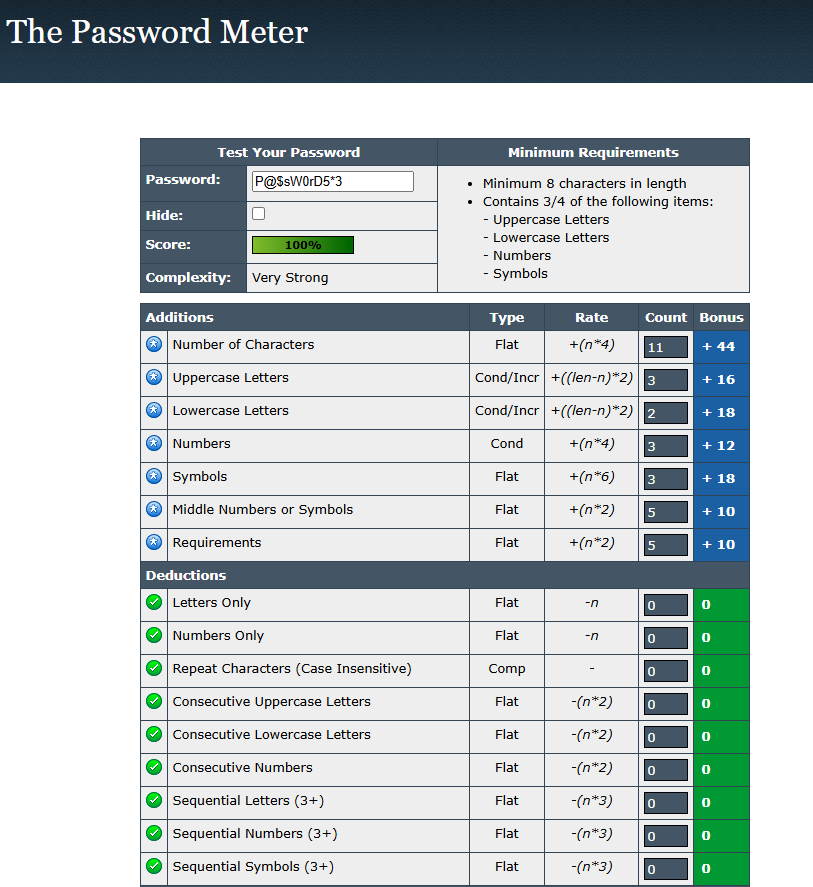 The Password Meter
Test Your Password Minimum Requirements
Password: P@$sW0rD5*3
Hide:
Score: 100%
Complexity: Very Strong
• Minimum 8 characters in length
• Contains 3/4 of the following items:
- Uppercase Letters
- Lowercase Letters
- Numbers
- Symbols
Additions Type Rate Count Bonus
Number of Characters Flat +(n*4) 11 + 44
Uppercase Letters Cond/Incr +((len-n)*2) 3 + 16
Lowercase Letters Cond/Incr +((len-n)*2) 2 + 18
Numbers Cond +(n*4) 3 + 12
Symbols Flat +(n*6) 3 + 18
Middle Numbers or Symbols Flat +(n*2) 5 + 10
Requirements Flat +(n*2) 5 + 10
Deductions
Letters Only Flat -n 0 0
Numbers Only Flat -n 0 0
Repeat Characters (Case Insensitive) Comp - 0 0
Consecutive Uppercase Letters Flat -(n*2) 0 0
Consecutive Lowercase Letters Flat -(n*2) 0 0
Consecutive Numbers Flat -(n*2) 0 0
Sequential Letters (3+) Flat -(n*3) 0 0
Sequential Numbers (3+) Flat -(n*3) 0 0
Sequential Symbols (3+) Flat -(n*3) 0 0